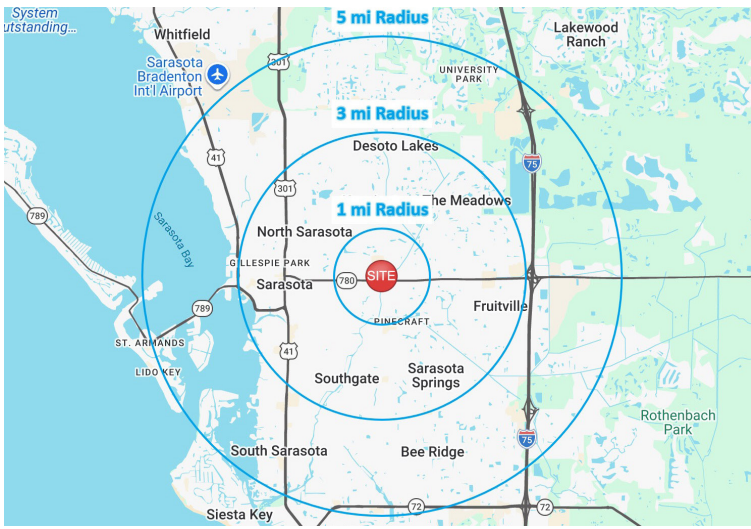 System
utstanding...
5 mi Radius
Whitfield
Lakewood
Ranch
301
Sarasota
Bradenton
Int'l Airport
UNIVERSITY
PARK
3 mi Radius
41
Desoto Lakes
75
301
1 mi Radius
he Meadows
789
Sarasota Bay
North Sarasota
GILLESPIE PARK
SITE
780
Sarasota
789
Fruitville
PINECRAFT
ST. ARMANDS
41
LIDO KEY
Southgate
Sarasota
Springs
Rothenbach
Park
75
South Sarasota
Bee Ridge
72
72
Siesta Key